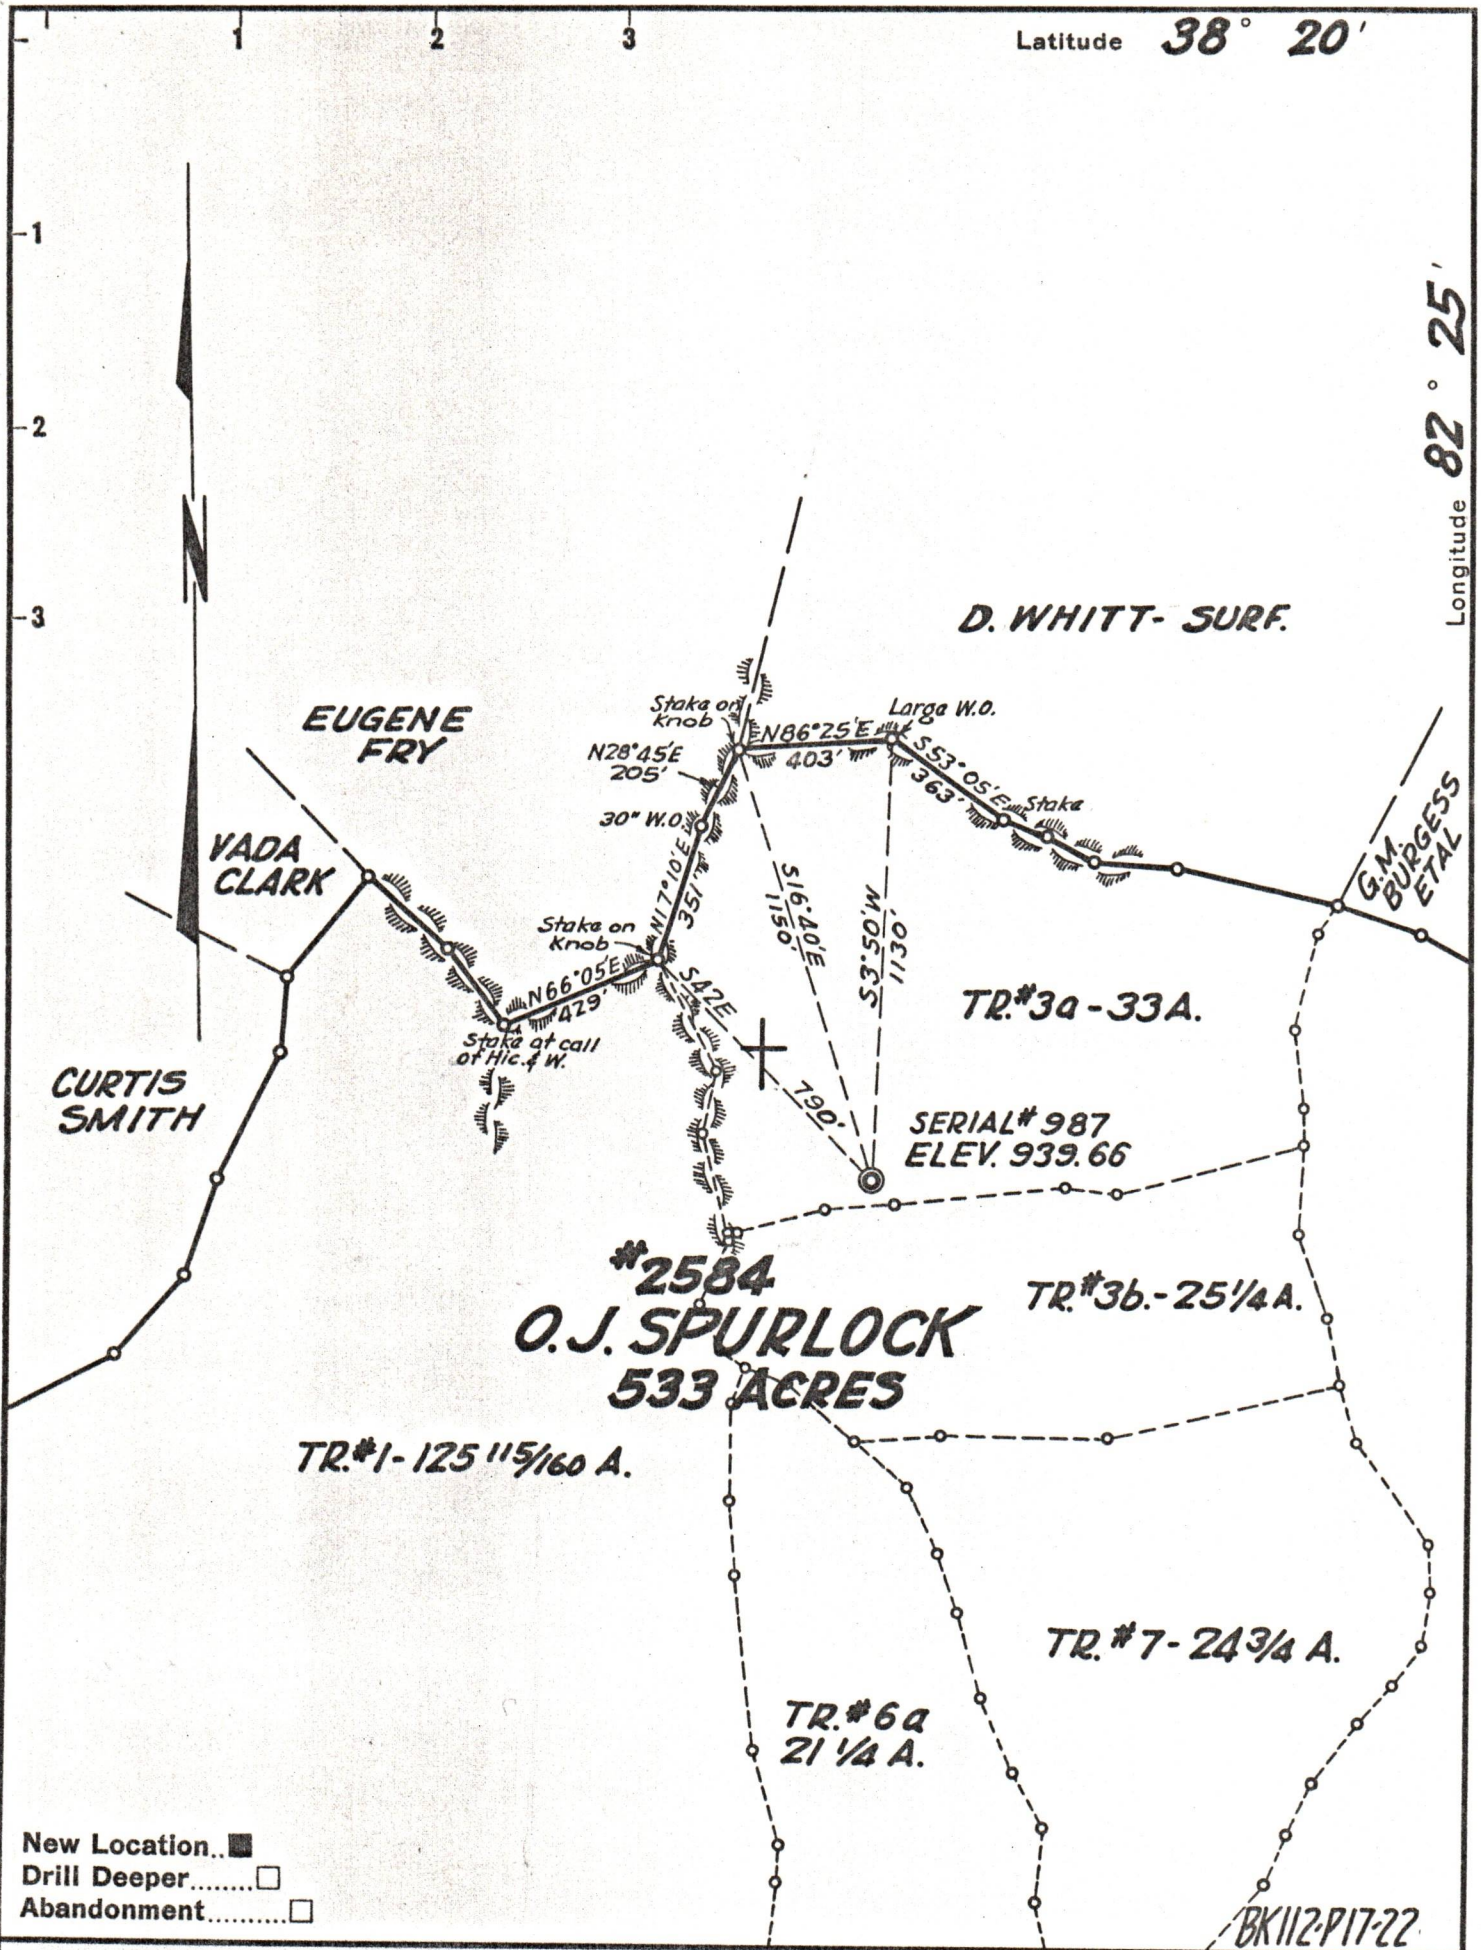 1 2 3
Latitude 38° 20'
1
2
3
Longitude 82° 25'
N
D. WHITT- SURF.
EUGENE
FRY
VADA
CLARK
CURTIS
SMITH
G.M.
BURGESS
ETAL
Stake on
Knob
Large W.O.
N86°25'E
403'
S53°05'E
363'
Stake
N28°45'E
205'
30" W.O.
N17°10'E
351'
Stake on
Knob
N66°05'E
429'
Stake at call
of Hic. & W.
S42E
790'
S16°40'E
1150'
S3°50'W
1130'
TR.#3a-33A.
SERIAL# 987
ELEV. 939.66
#2584
O.J. SPURLOCK
533 ACRES
TR.#3b.-25 1/4 A.
TR.#1-125 115/160 A.
TR.#7-24 3/4 A.
TR.#6a
21 1/4 A.
New Location..■
Drill Deeper........□
Abandonment..........□
BK112-P17-22